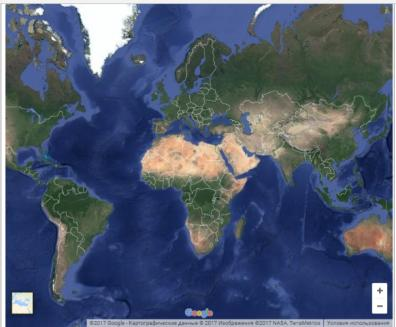 +
−
Google
©2017 Google - Картографические данные © 2017 Изображения ©2017 NASA, TerraMetrics | Условия использования